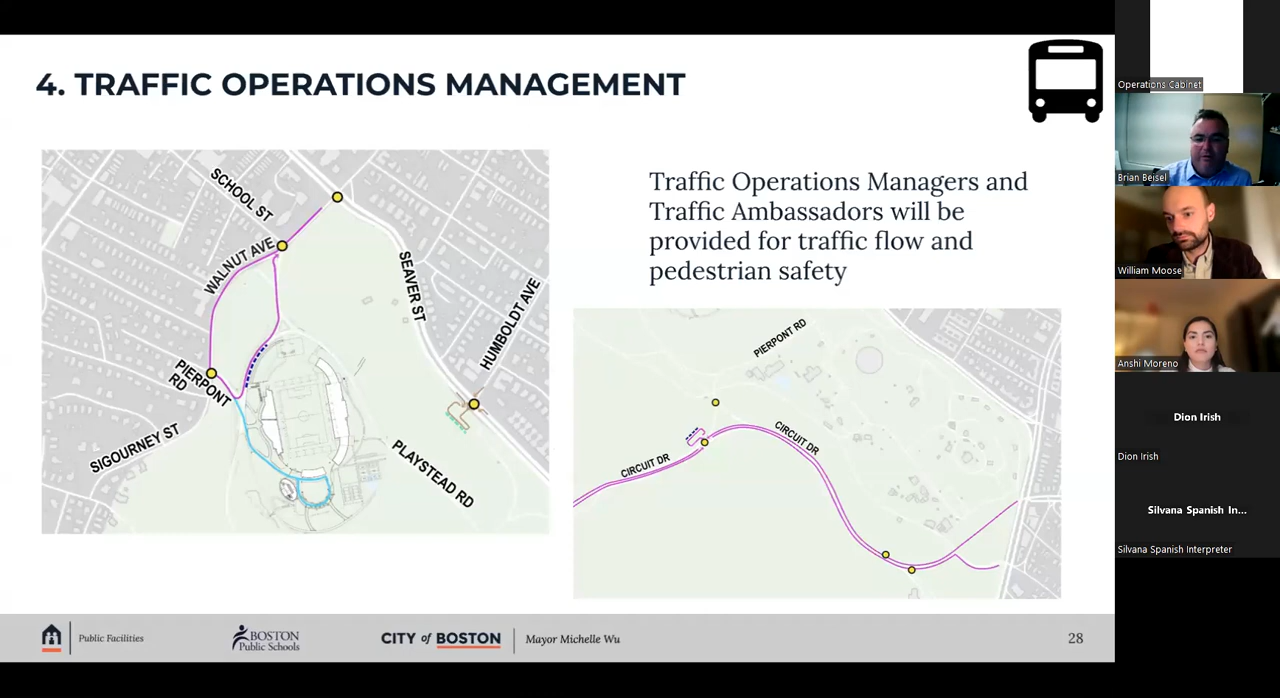 4. TRAFFIC OPERATIONS MANAGEMENT
SCHOOL ST
WALNUT AVE
SEAVER ST
HUMBOLDT AVE
PIERPONT
RD
SIGOURNEY ST
PLAYSTEAD RD
Traffic Operations Managers and
Traffic Ambassadors will be
provided for traffic flow and
pedestrian safety
PIERPONT RD
CIRCUIT DR
CIRCUIT DR
Public Facilities
BOSTON
Public Schools
CITY of BOSTON
Mayor Michelle Wu
28
Operations Cabinet
Brian Beisel
William Moose
Anshi Moreno
Dion Irish
Dion Irish
Silvana Spanish In...
Silvana Spanish Interpreter